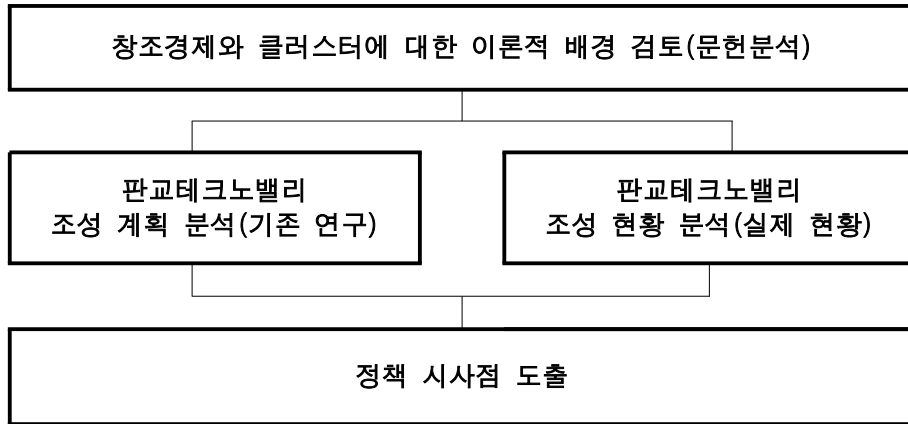 창조경제와 클러스터에 대한 이론적 배경 검토(문헌분석)
판교테크노밸리
조성 계획 분석(기존 연구)
판교테크노밸리
조성 현황 분석(실제 현황)
정책 시사점 도출